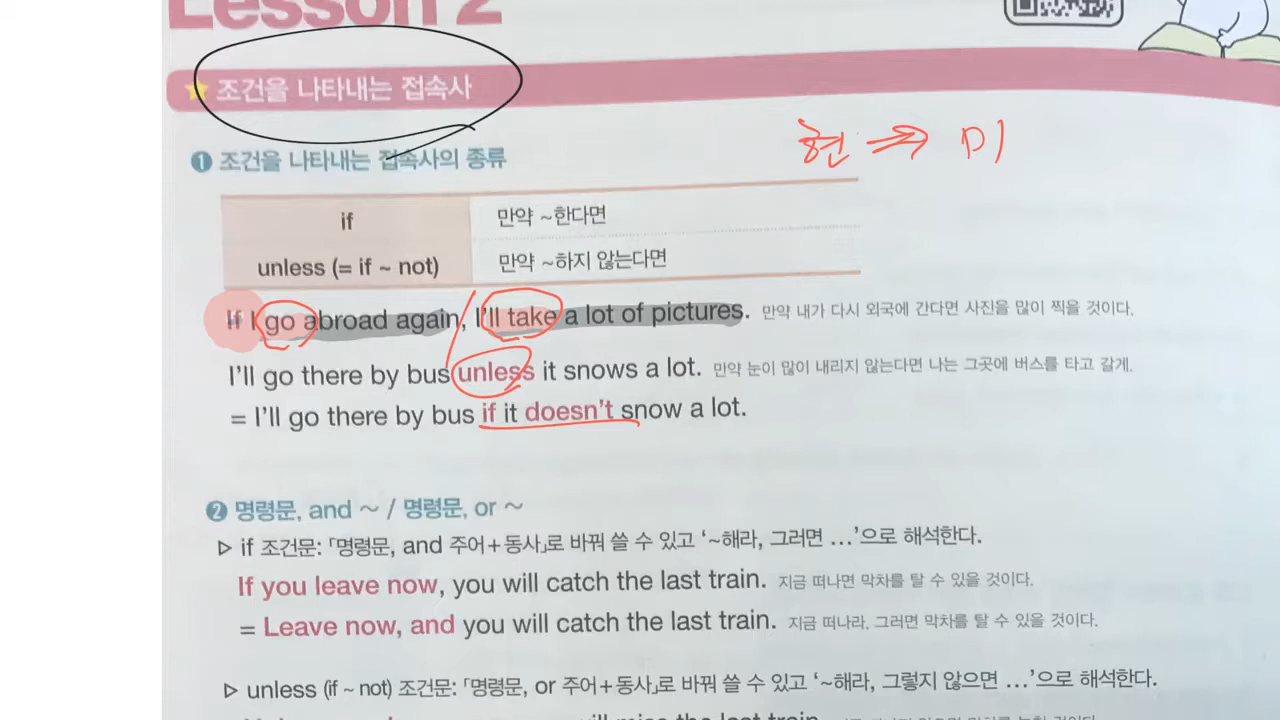 Lesson 2
조건을 나타내는 접속사
현 ⇒ 미
❶ 조건을 나타내는 접속사의 종류
if 만약 ~한다면
unless (= if ~ not) 만약 ~하지 않는다면
If I go abroad again, I'll take a lot of pictures. 만약 내가 다시 외국에 간다면 사진을 많이 찍을 것이다.
I'll go there by bus unless it snows a lot. 만약 눈이 많이 내리지 않는다면 나는 그곳에 버스를 타고 갈게.
= I'll go there by bus if it doesn't snow a lot.
❷ 명령문, and ~ / 명령문, or ~
▷ if 조건문: 「명령문, and 주어+동사」로 바꿔 쓸 수 있고 ‘~해라, 그러면 …’으로 해석한다.
If you leave now, you will catch the last train. 지금 떠나면 막차를 탈 수 있을 것이다.
= Leave now, and you will catch the last train. 지금 떠나라, 그러면 막차를 탈 수 있을 것이다.
▷ unless (if ~ not) 조건문: 「명령문, or 주어+동사」로 바꿔 쓸 수 있고 ‘~해라, 그렇지 않으면 …’으로 해석한다.
will miss the last train.